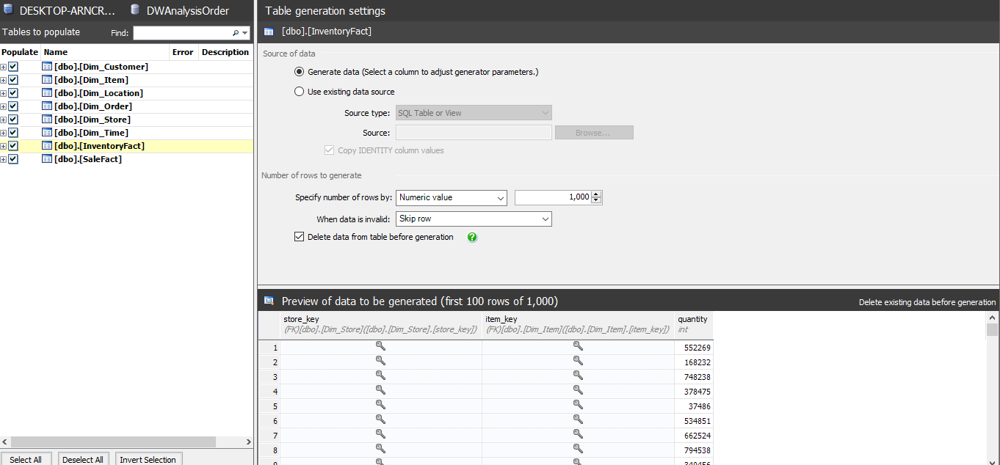 DESKTOP-ARNCR... DWAnalysisOrder
Tables to populate Find:
Populate Name Error Description
[dbo].[Dim_Customer]
[dbo].[Dim_Item]
[dbo].[Dim_Location]
[dbo].[Dim_Order]
[dbo].[Dim_Store]
[dbo].[Dim_Time]
[dbo].[InventoryFact]
[dbo].[SaleFact]
Select All Deselect All Invert Selection
Table generation settings
[dbo].[InventoryFact]
Source of data
Generate data (Select a column to adjust generator parameters.)
Use existing data source
Source type: SQL Table or View
Source: Browse...
Copy IDENTITY column values
Number of rows to generate
Specify number of rows by: Numeric value 1,000
When data is invalid: Skip row
Delete data from table before generation ?
Preview of data to be generated (first 100 rows of 1,000) Delete existing data before generation
store_key item_key quantity
(FK)[dbo].[Dim_Store]([dbo].[Dim_Store].[store_key]) (FK)[dbo].[Dim_Item]([dbo].[Dim_Item].[item_key]) int
1 552269
2 168232
3 748238
4 378475
5 37486
6 534851
7 662524
8 794538
9 340456